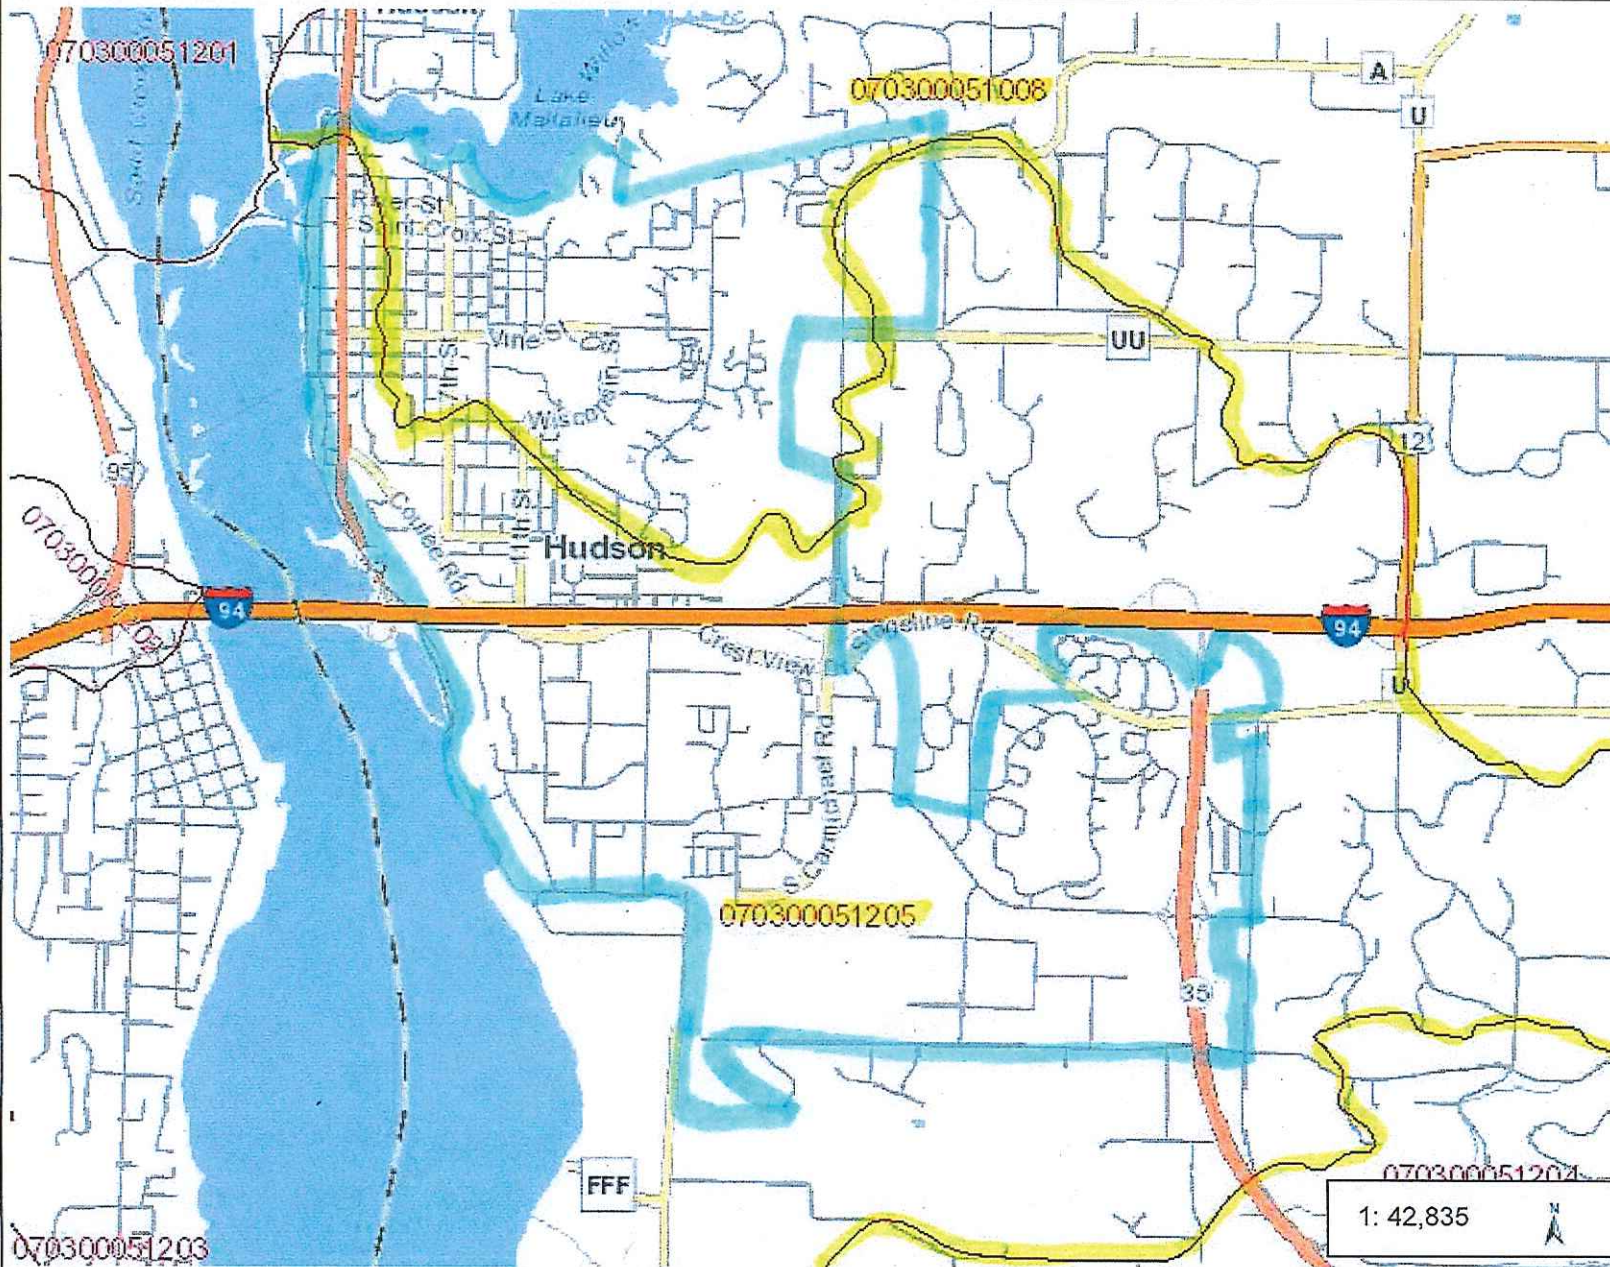 Hudson
070300051201
Willow
Lake
Mallalieu
070300051008
A
U
River St
Saint Croix St
Vine St
7th St
Wisconsin St
UU
12
95
Coulee Rd
11th St
Hudson
94
94
Crest View
Stageline Rd
U
S Carmichael Rd
070300051205
35
FFF
070300051204
1: 42,835
N
070300051203